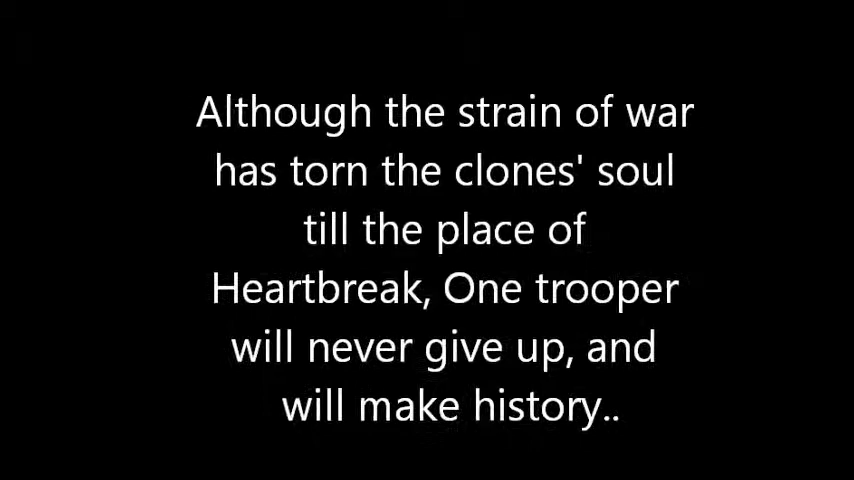 Although the strain of war
has torn the clones' soul
till the place of
Heartbreak, One trooper
will never give up, and
will make history..